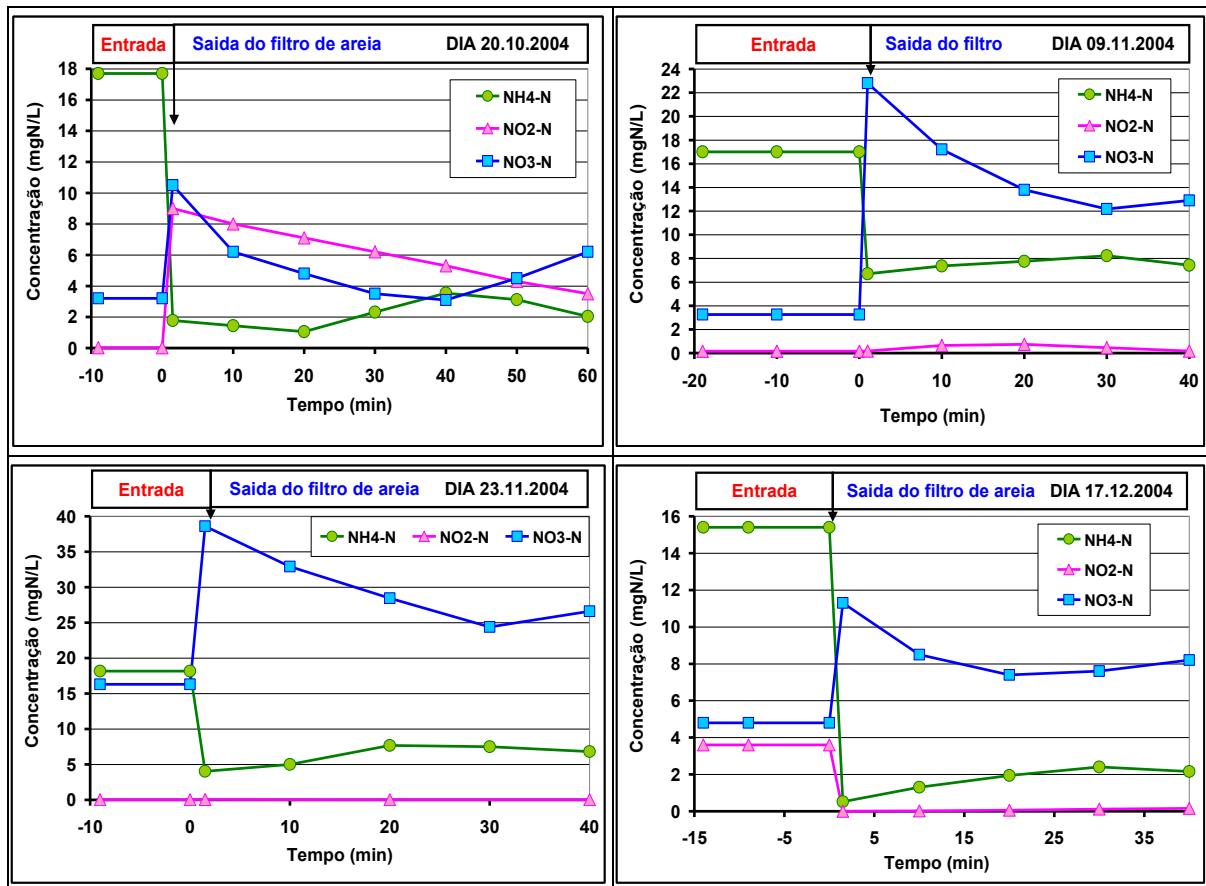 Entrada Saida do filtro de areia DIA 20.10.2004
Concentração (mgN/L)
18
16
14
12
10
8
6
4
2
0
NH4-N
NO2-N
NO3-N
-10 0 10 20 30 40 50 60
Tempo (min)
Entrada Saida do filtro DIA 09.11.2004
Concentração (mgN/L)
24
22
20
18
16
14
12
10
8
6
4
2
0
NH4-N
NO2-N
NO3-N
-20 -10 0 10 20 30 40
Tempo (min)
Entrada Saida do filtro de areia DIA 23.11.2004
Concentração (mgN/L)
40
35
30
25
20
15
10
5
0
NH4-N NO2-N NO3-N
-10 0 10 20 30 40
Tempo (min)
Entrada Saida do filtro de areia DIA 17.12.2004
Concentração (mgN/L)
16
14
12
10
8
6
4
2
0
NH4-N
NO2-N
NO3-N
-15 -5 5 15 25 35
Tempo (min)